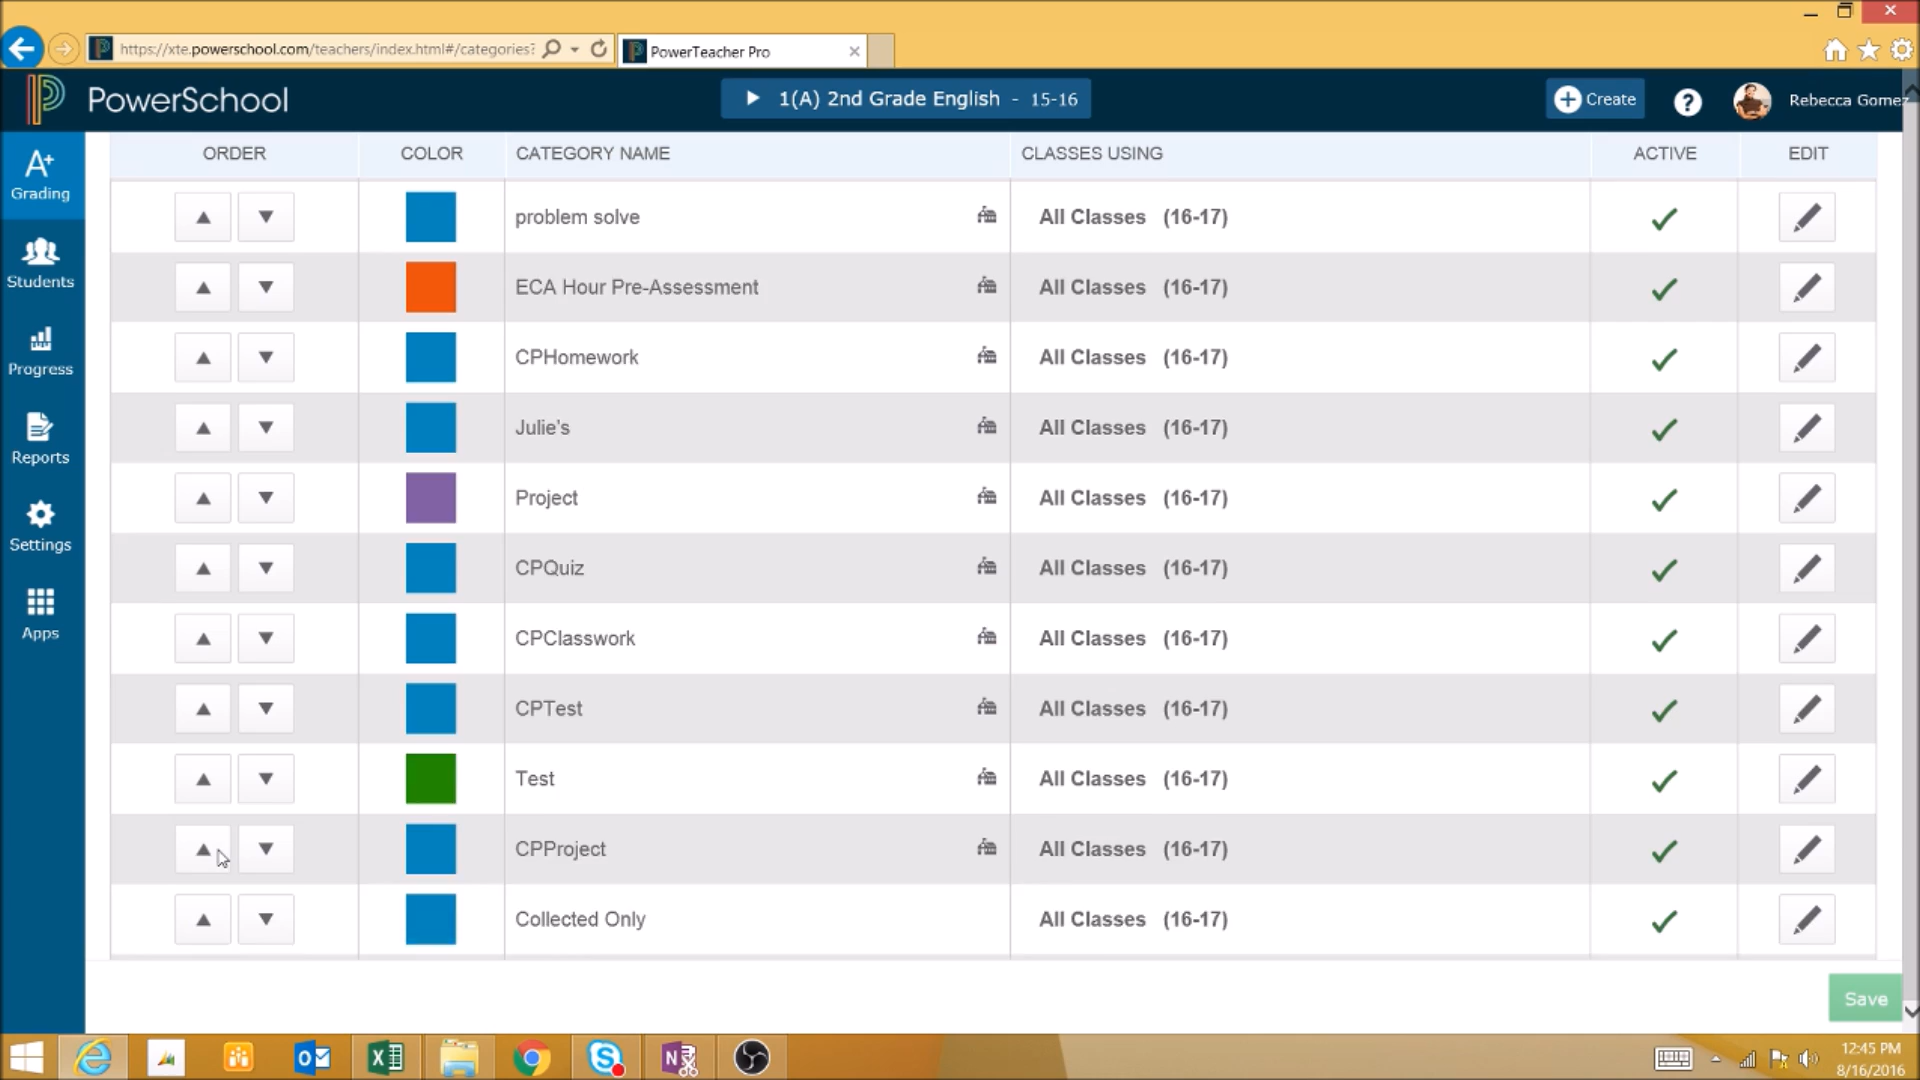 https://xte.powerschool.com/teachers/index.html#/categories?
PowerTeacher Pro
PowerSchool
1(A) 2nd Grade English - 15-16
Create
?
Rebecca Gomez
A+
Grading
Students
Progress
Reports
Settings
Apps
ORDER COLOR CATEGORY NAME CLASSES USING ACTIVE EDIT
problem solve All Classes (16-17)
ECA Hour Pre-Assessment All Classes (16-17)
CPHomework All Classes (16-17)
Julie's All Classes (16-17)
Project All Classes (16-17)
CPQuiz All Classes (16-17)
CPClasswork All Classes (16-17)
CPTest All Classes (16-17)
Test All Classes (16-17)
CPProject All Classes (16-17)
Collected Only All Classes (16-17)
Save
12:45 PM
8/16/2016